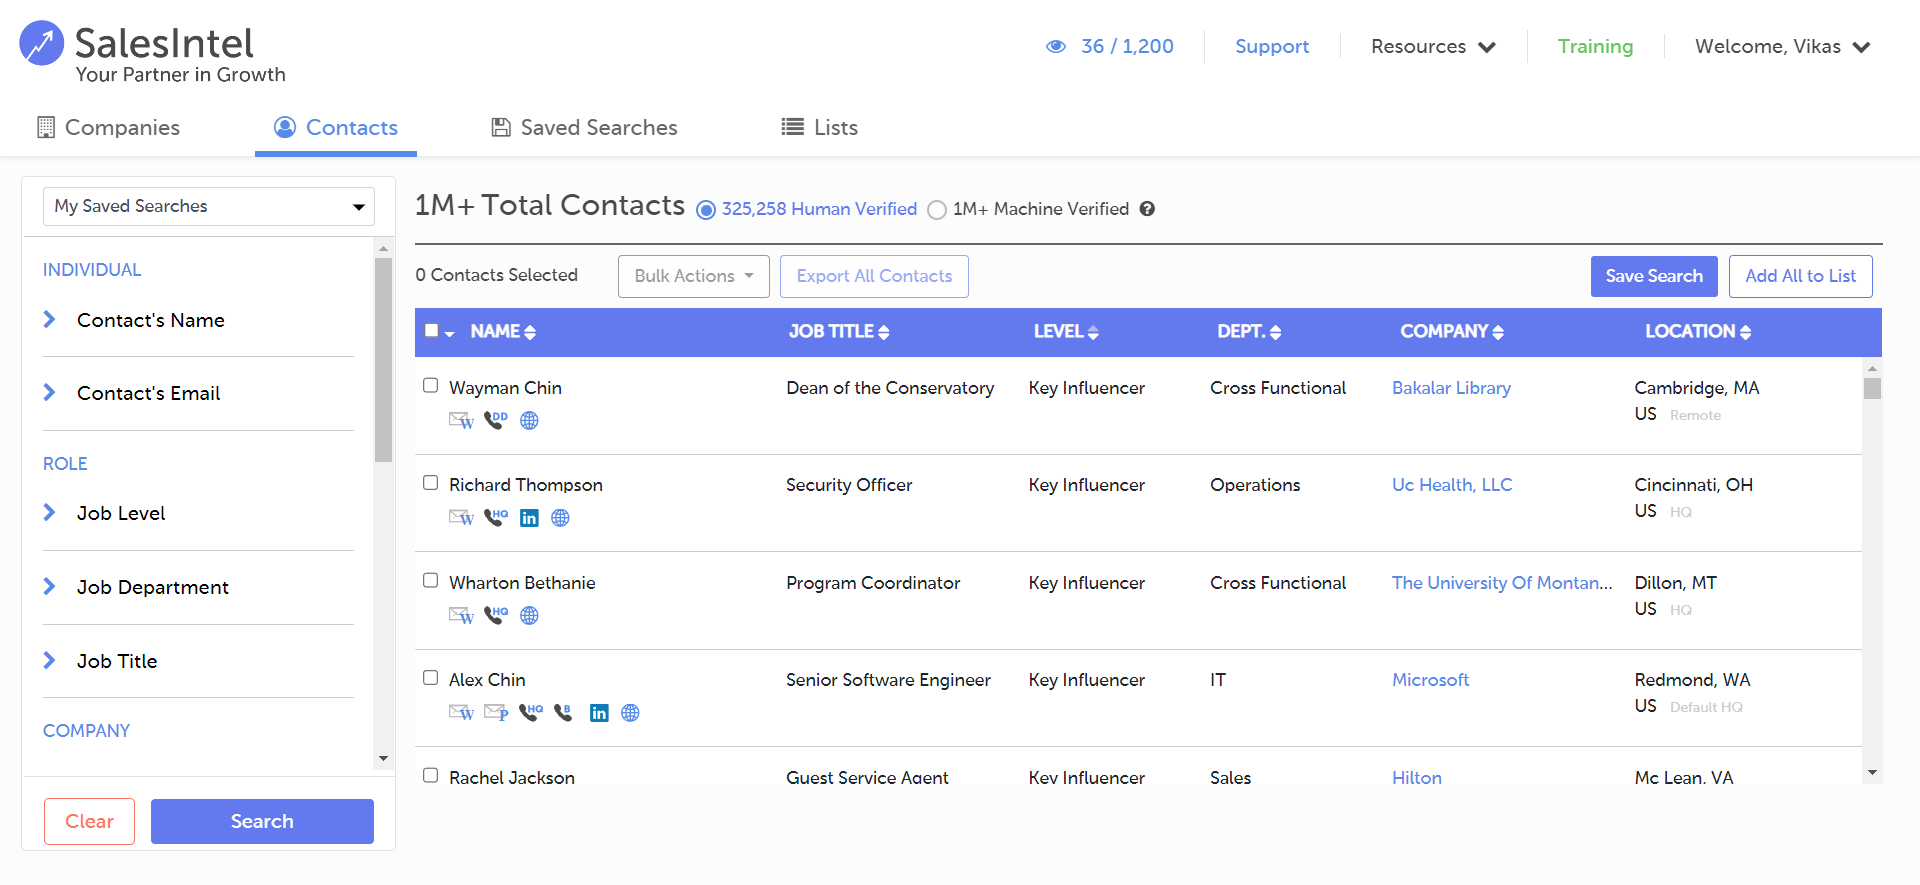 SalesIntel
Your Partner in Growth
36 / 1,200
Support
Resources
Training
Welcome, Vikas
Companies
Contacts
Saved Searches
Lists
My Saved Searches
INDIVIDUAL
Contact's Name
Contact's Email
ROLE
Job Level
Job Department
Job Title
COMPANY
Clear
Search
1M+ Total Contacts
325,258 Human Verified
1M+ Machine Verified
?
0 Contacts Selected
Bulk Actions
Export All Contacts
Save Search
Add All to List
NAME JOB TITLE LEVEL DEPT. COMPANY LOCATION
Wayman Chin Dean of the Conservatory Key Influencer Cross Functional Bakalar Library Cambridge, MA
W DD US Remote
Richard Thompson Security Officer Key Influencer Operations Uc Health, LLC Cincinnati, OH
W HQ in US HQ
Wharton Bethanie Program Coordinator Key Influencer Cross Functional The University Of Montan... Dillon, MT
W HQ US HQ
Alex Chin Senior Software Engineer Key Influencer IT Microsoft Redmond, WA
W P HQ B in US Default HQ
Rachel Jackson Guest Service Agent Key Influencer Sales Hilton Mc Lean, VA